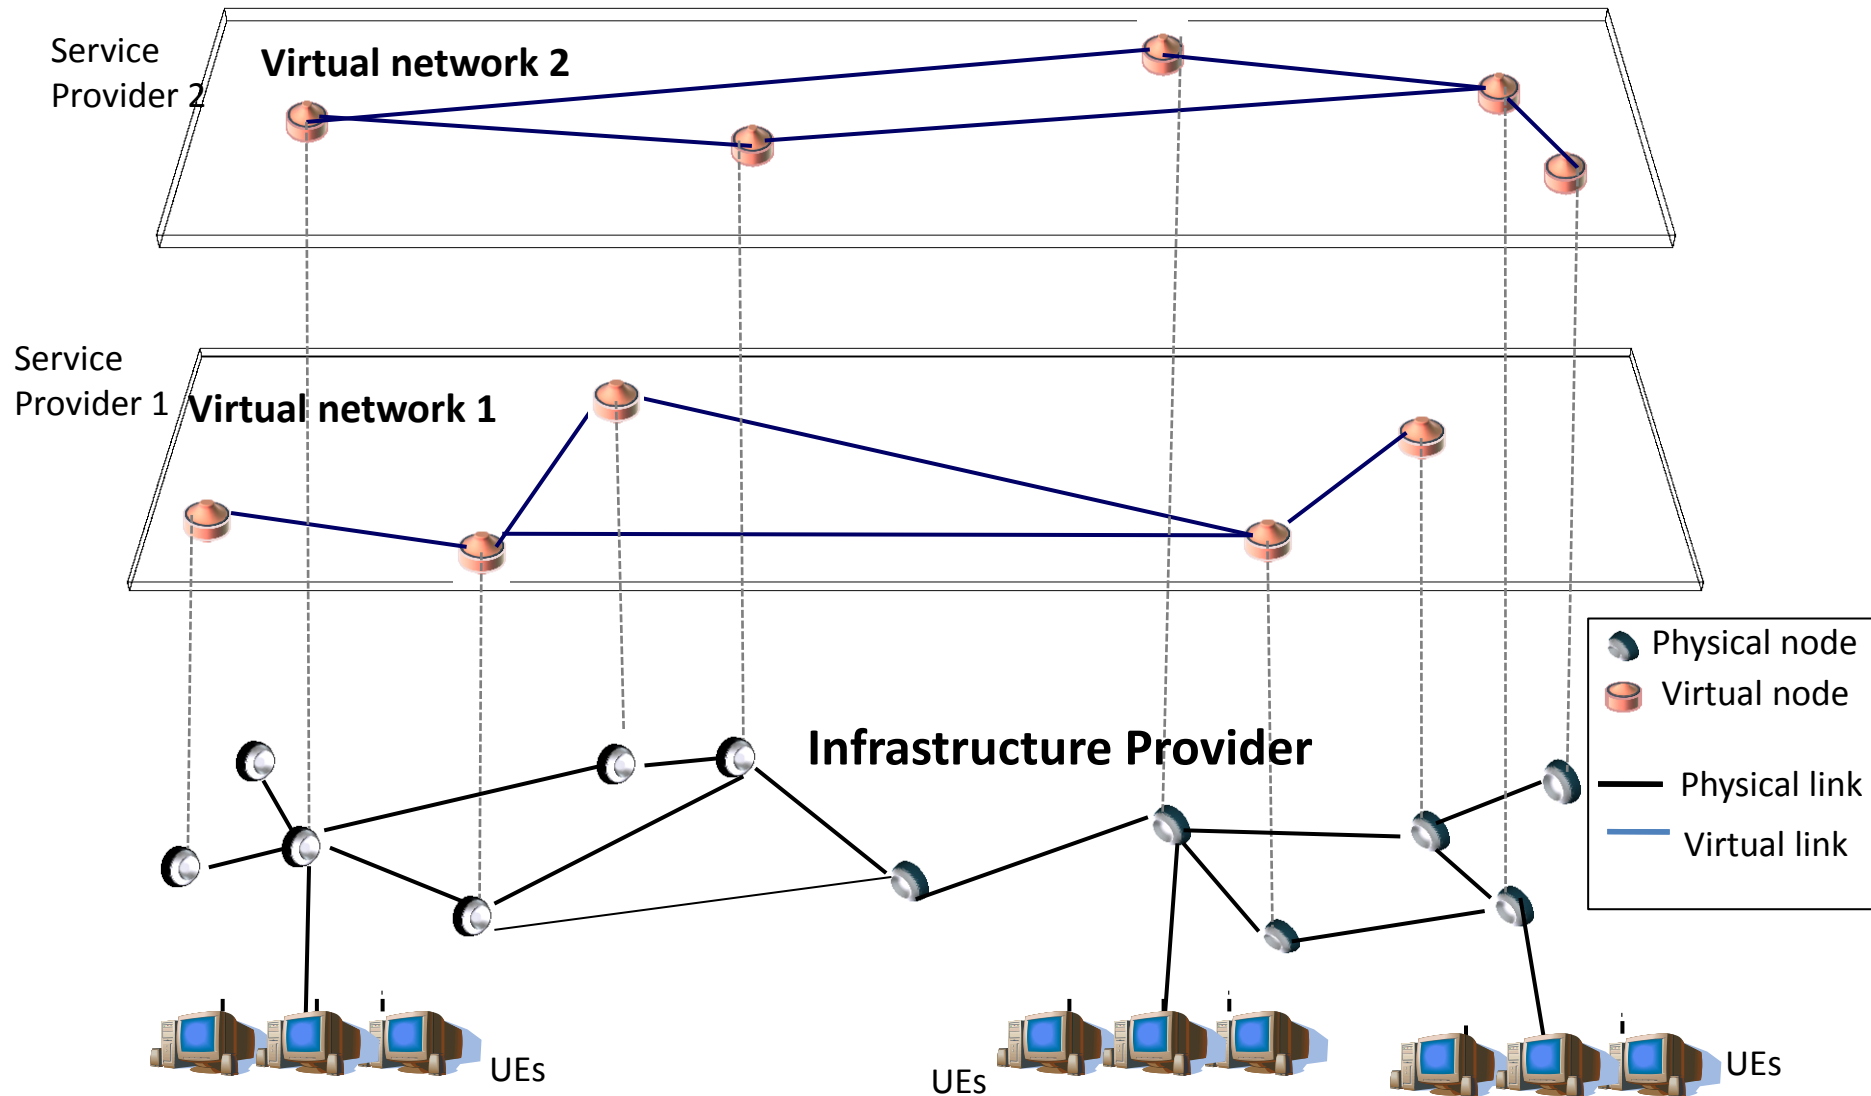 Service
Provider 2
Virtual network 2
Service
Provider 1
Virtual network 1
Physical node
Virtual node
Infrastructure Provider
Physical link
Virtual link
UEs
UEs
UEs